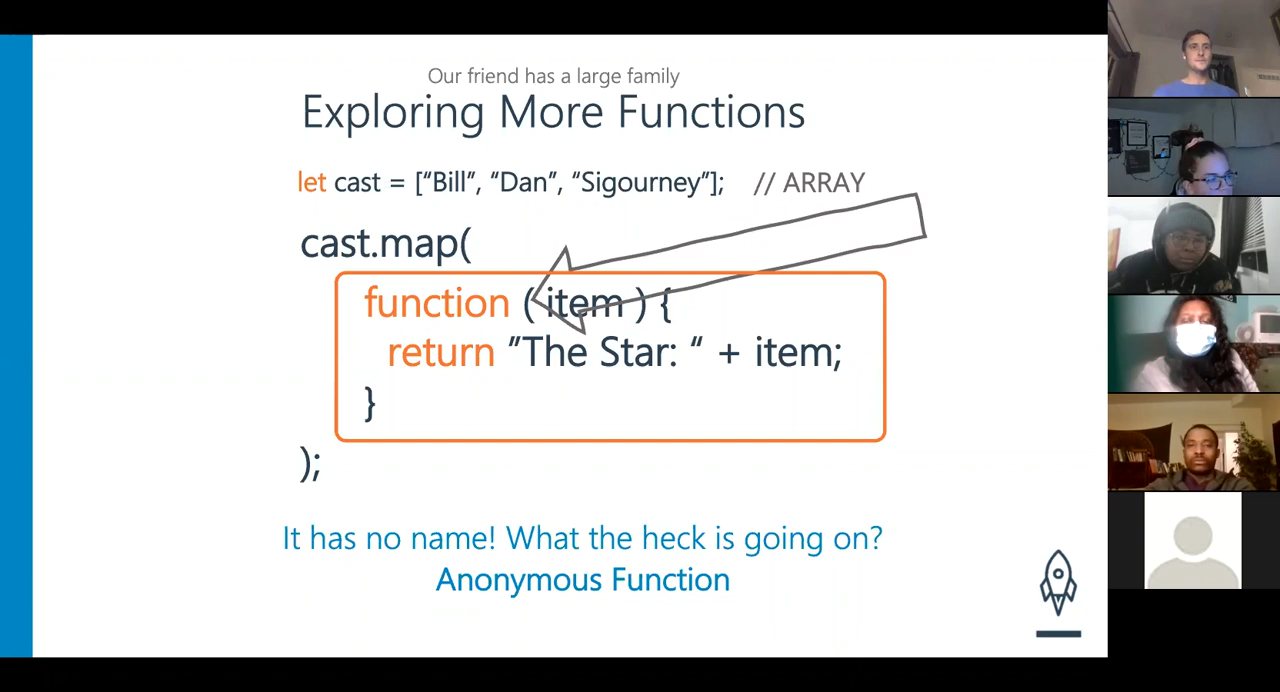 Our friend has a large family
Exploring More Functions
let cast = [“Bill”, “Dan”, “Sigourney”]; // ARRAY
cast.map(
function ( item ) {
return ”The Star: “ + item;
}
);
It has no name! What the heck is going on?
Anonymous Function